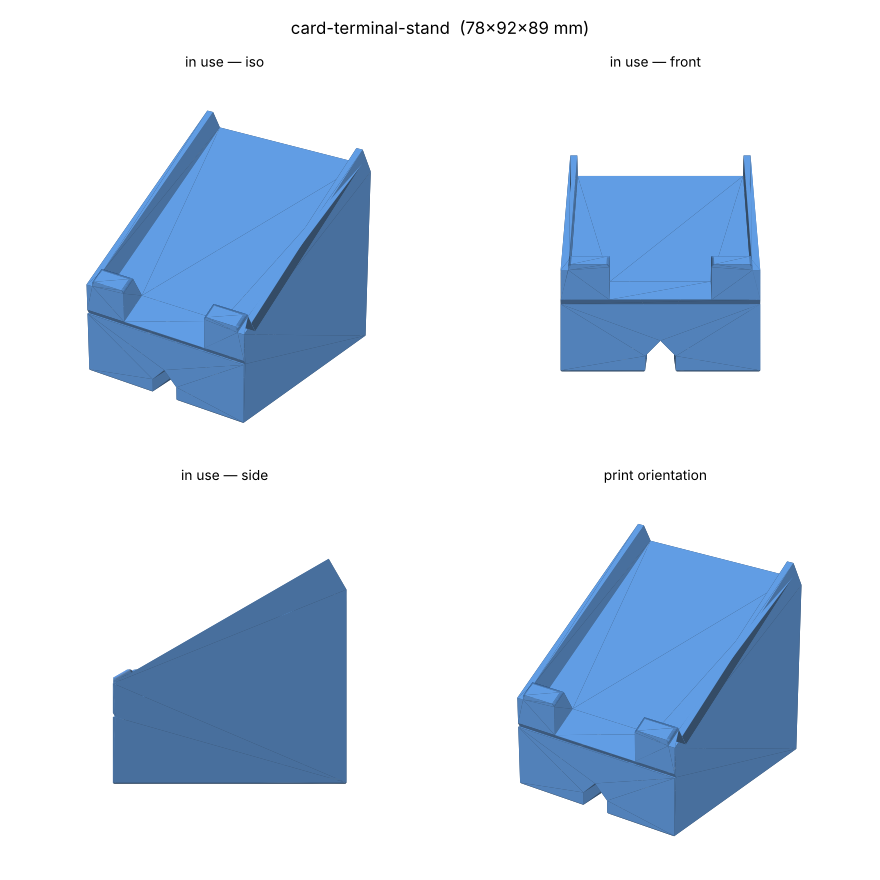 card-terminal-stand (78×92×89 mm)
in use — iso
in use — front
in use — side
print orientation